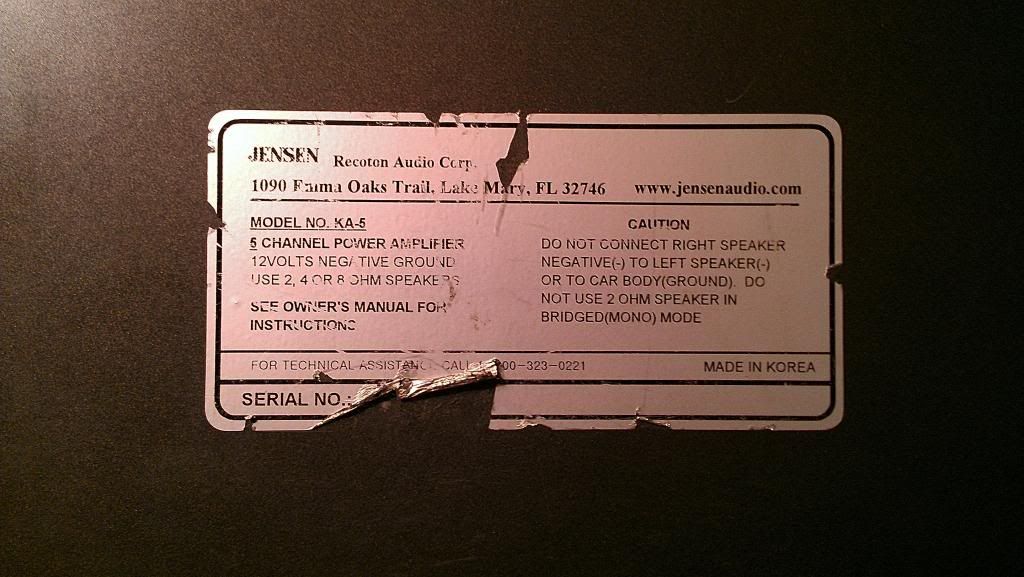 JENSEN Recoton Audio Corp.
1090 Emma Oaks Trail, Lake Mary, FL 32746 www.jensenaudio.com
MODEL NO. KA-5
5 CHANNEL POWER AMPLIFIER
12VOLTS NEGATIVE GROUND
USE 2, 4 OR 8 OHM SPEAKERS
SEE OWNER'S MANUAL FOR
INSTRUCTIONS
CAUTION
DO NOT CONNECT RIGHT SPEAKER
NEGATIVE(-) TO LEFT SPEAKER(-)
OR TO CAR BODY(GROUND). DO
NOT USE 2 OHM SPEAKER IN
BRIDGED(MONO) MODE
FOR TECHNICAL ASSISTANCE CALL 00-323-0221 MADE IN KOREA
SERIAL NO.: